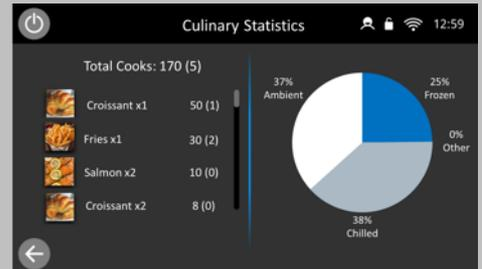 Culinary Statistics
12:59
Total Cooks: 170 (5)
Croissant x1 50 (1)
Fries x1 30 (2)
Salmon x2 10 (0)
Croissant x2 8 (0)
37%
Ambient
25%
Frozen
0%
Other
38%
Chilled